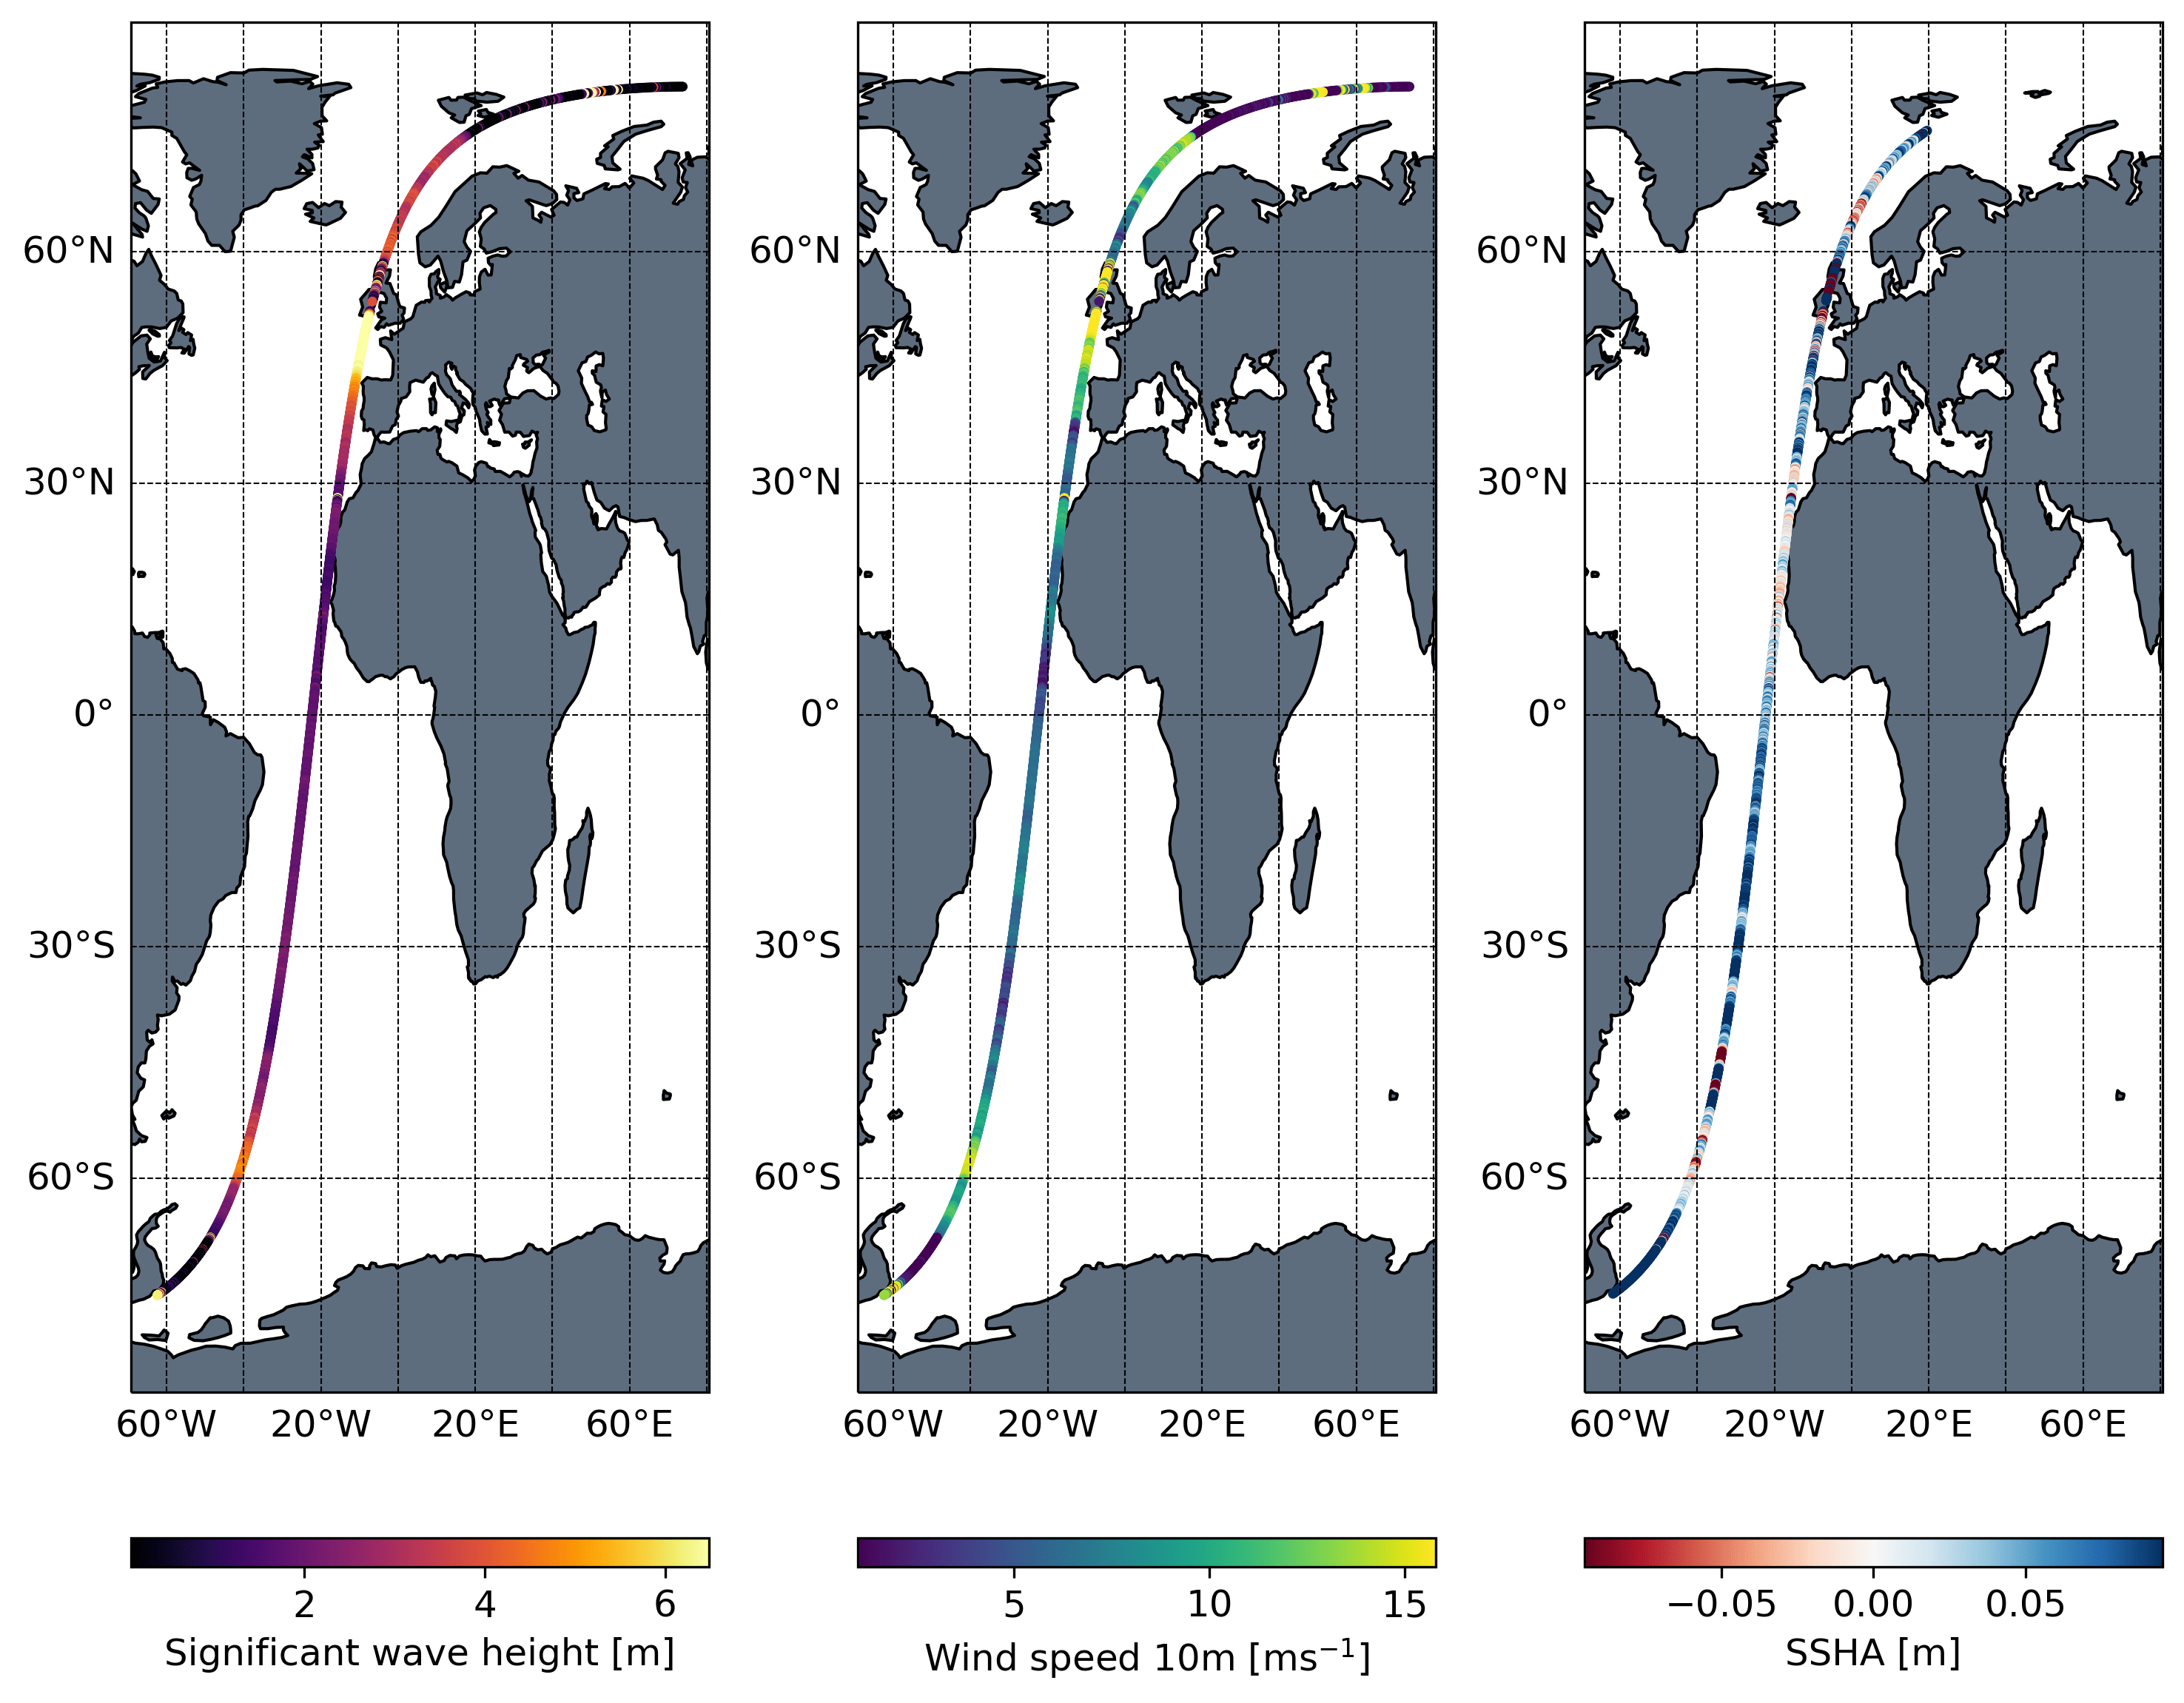 60°N 60°N 60°N
30°N 30°N 30°N
0° 0° 0°
30°S 30°S 30°S
60°S 60°S 60°S
60°W 20°W 20°E 60°E 60°W 20°W 20°E 60°E 60°W 20°W 20°E 60°E
2 4 6 5 10 15 −0.05 0.00 0.05
Significant wave height [m] Wind speed 10m [ms⁻¹] SSHA [m]